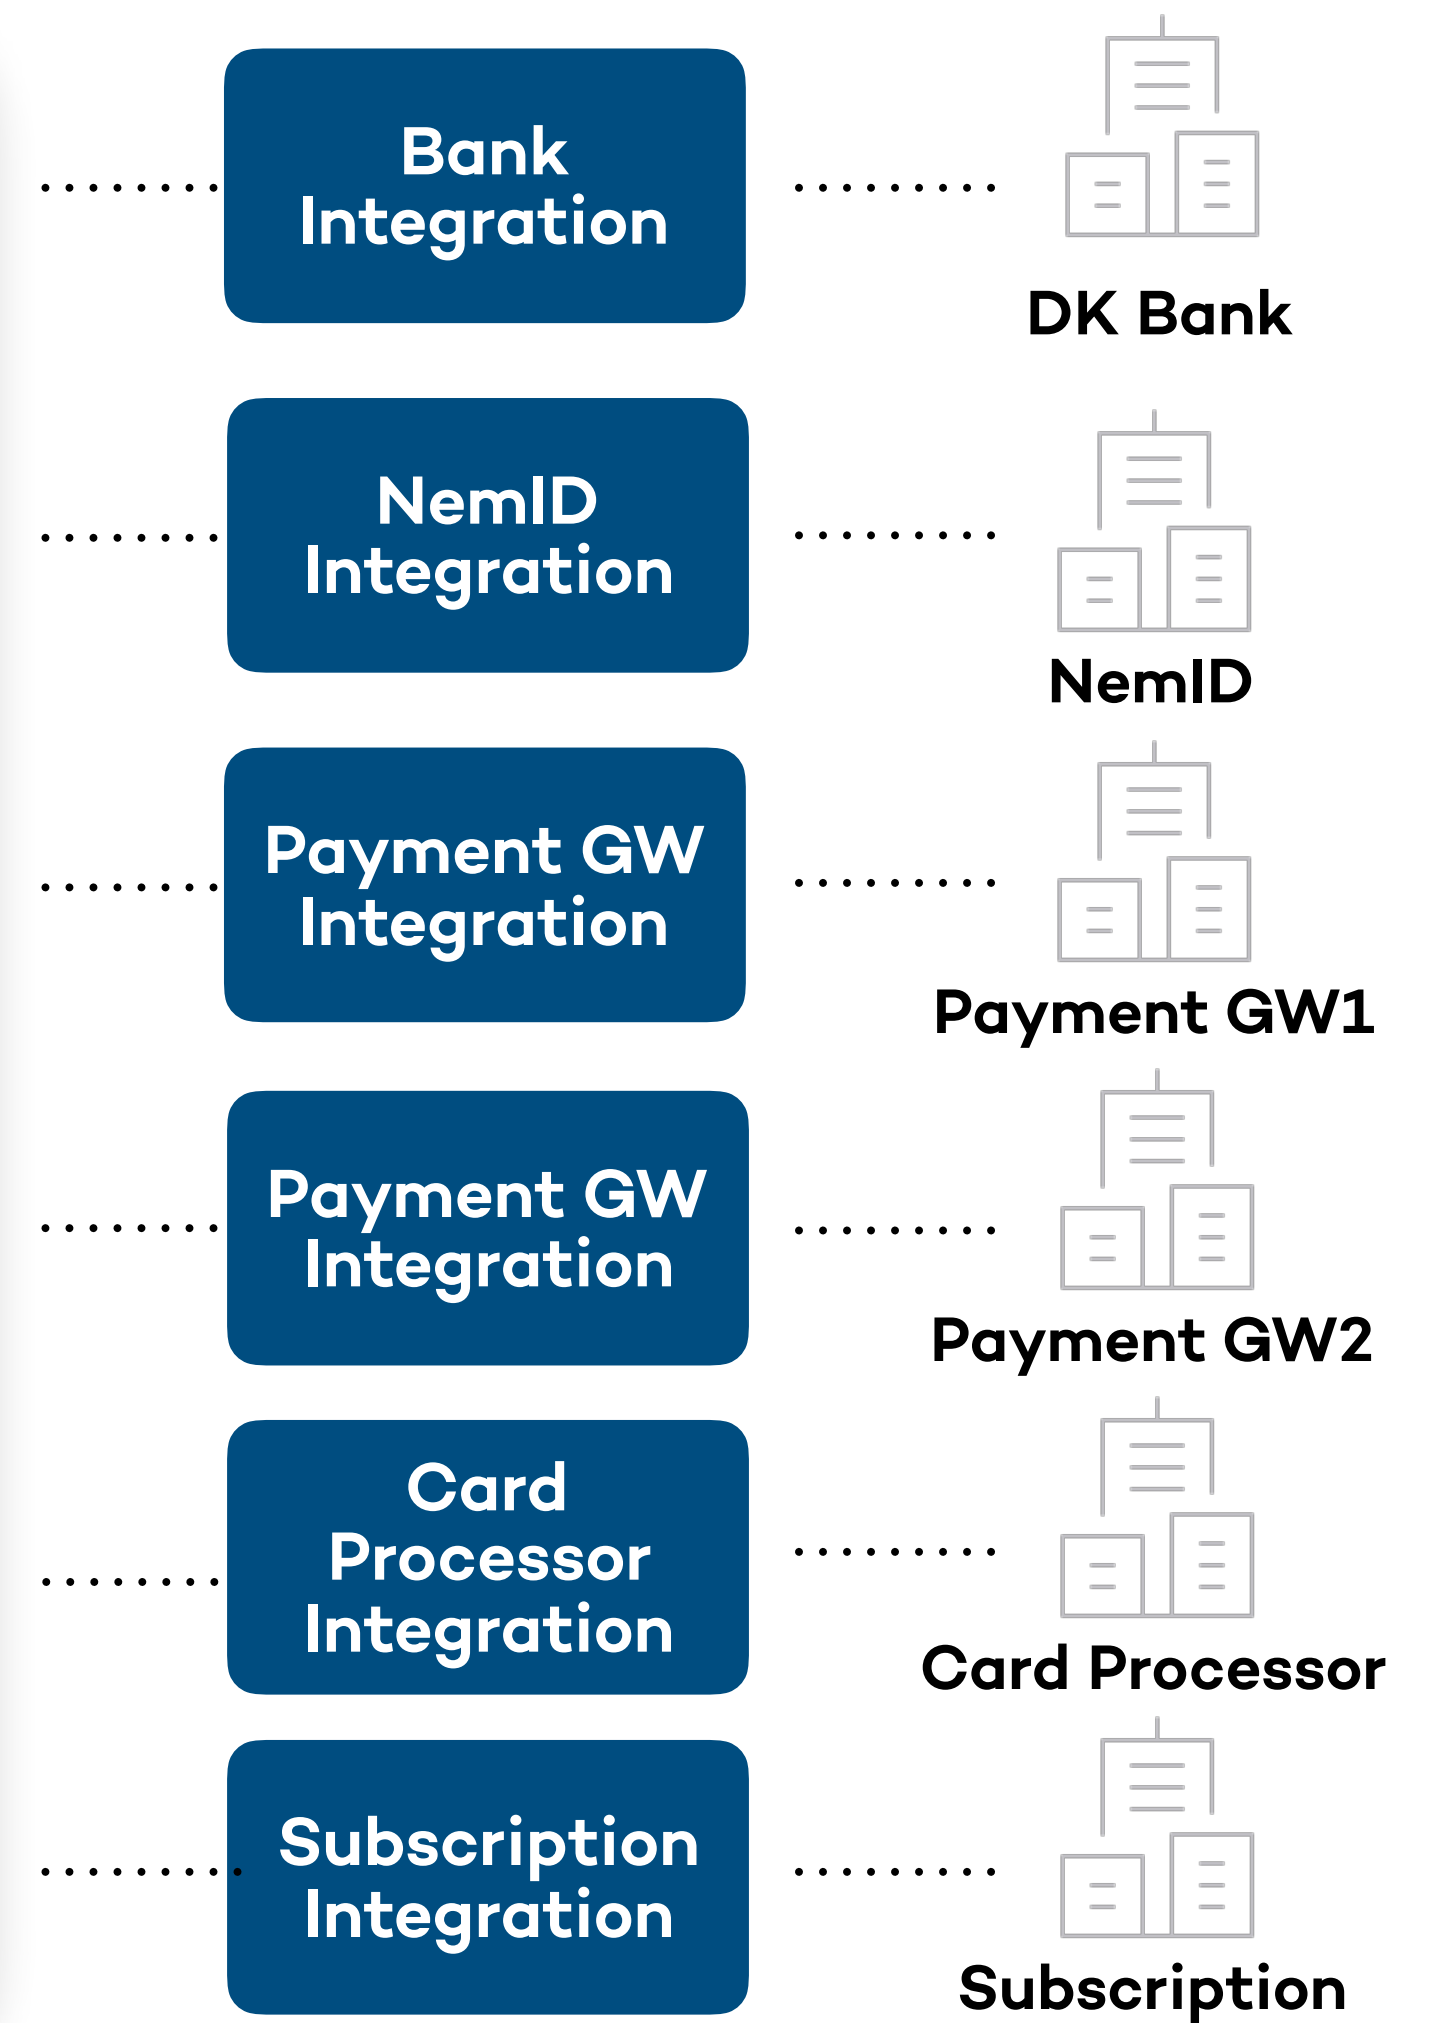 Bank
Integration
DK Bank
NemID
Integration
NemID
Payment GW
Integration
Payment GW1
Payment GW
Integration
Payment GW2
Card
Processor
Integration
Card Processor
Subscription
Integration
Subscription